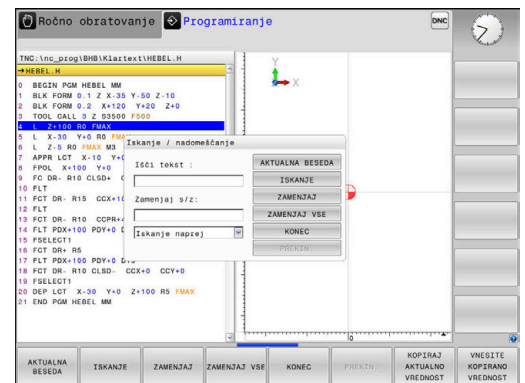 Ročno obratovanje
Programiranje
DNC
TNC:\nc_prog\BHB\Klartext\HEBEL.H
→HEBEL.H
0 BEGIN PGM HEBEL MM
1 BLK FORM 0.1 Z X-35 Y-50 Z-10
2 BLK FORM 0.2 X+120 Y+20 Z+0
3 TOOL CALL 3 Z S3500 F500
4 L Z+100 R0 FMAX
5 L X-30 Y+0 R0 FMAX
6 L Z-5 R0 FMAX M3
7 APPR LCT X-10 Y+0
8 FPOL X+100 Y+0
9 FC DR- R10 CLSD+
10 FLT
11 FCT DR- R15 CCX+10
12 FLT
13 FCT DR- R10 CCPR+4
14 FLT PDX+100 PDY+0 D
15 FSELECT1
16 FCT DR+ R5
17 FLT PDX+100 PDY+0
18 FCT DR- R10 CLSD- CCX+0 CCY+0
19 FSELECT1
20 DEP LCT X-30 Y+0 Z+100 R5 FMAX
21 END PGM HEBEL MM
Y
X
0
Iskanje / nadomeščanje
Išči tekst :
Zamenjaj s/z:
Iskanje naprej
AKTUALNA BESEDA
ISKANJE
ZAMENJAJ
ZAMENJAJ VSE
KONEC
PREKIN.
AKTUALNA
BESEDA
ISKANJE
ZAMENJAJ
ZAMENJAJ VSE
KONEC
PREKIN.
KOPIRAJ
AKTUALNO
VREDNOST
VNESITE
KOPIRANO
VREDNOST